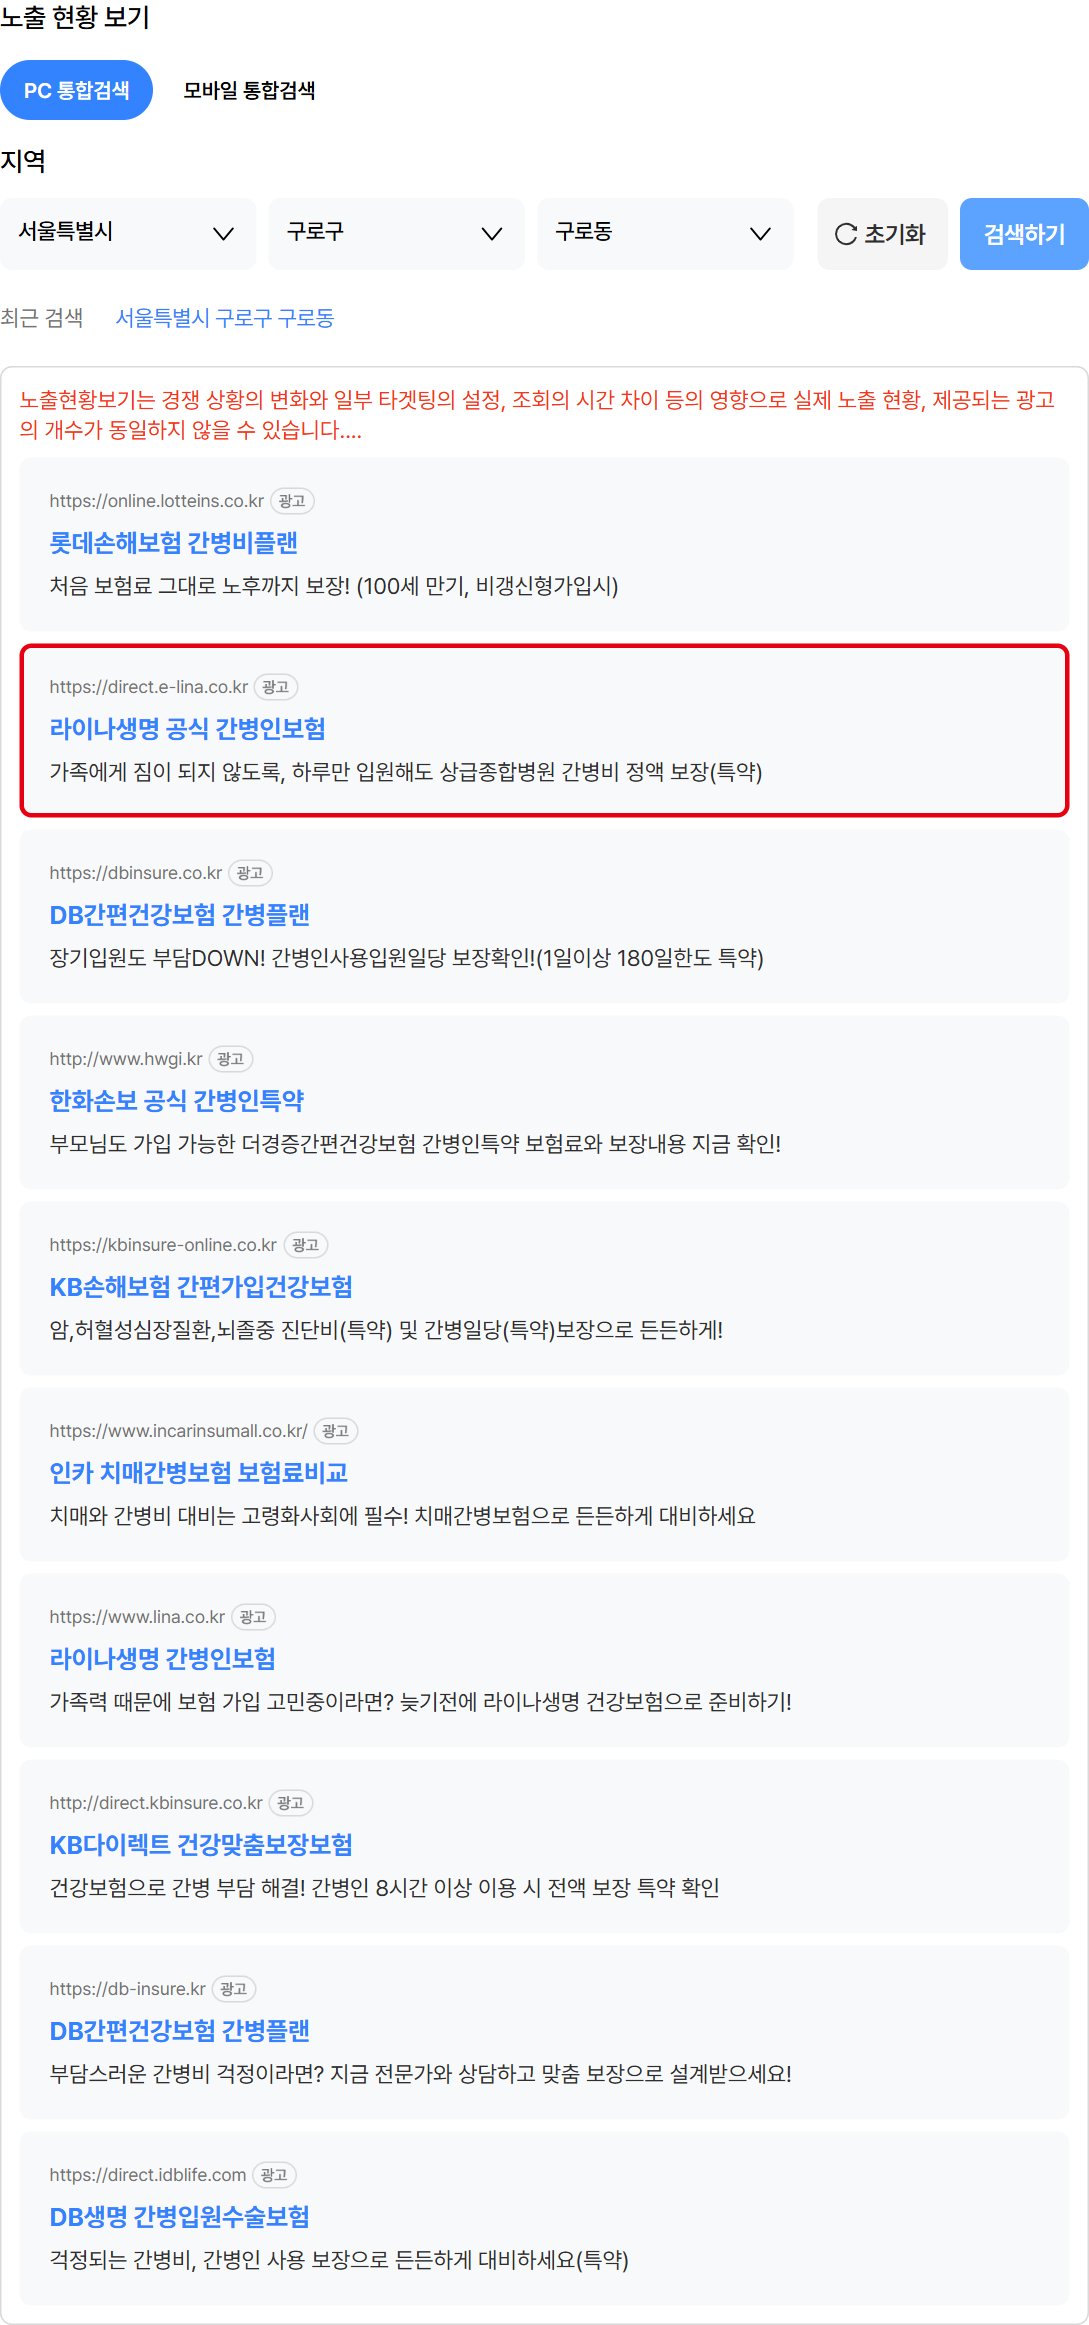 노출 현황 보기
PC 통합검색 모바일 통합검색
지역
서울특별시 구로구 구로동 초기화 검색하기
최근 검색 서울특별시 구로구 구로동
노출현황보기는 경쟁 상황의 변화와 일부 타겟팅의 설정, 조회의 시간 차이 등의 영향으로 실제 노출 현황, 제공되는 광고
의 개수가 동일하지 않을 수 있습니다....
https://online.lotteins.co.kr 광고
롯데손해보험 간병비플랜
처음 보험료 그대로 노후까지 보장! (100세 만기, 비갱신형가입시)
https://direct.e-lina.co.kr 광고
라이나생명 공식 간병인보험
가족에게 짐이 되지 않도록, 하루만 입원해도 상급종합병원 간병비 정액 보장(특약)
https://dbinsure.co.kr 광고
DB간편건강보험 간병플랜
장기입원도 부담DOWN! 간병인사용입원일당 보장확인!(1일이상 180일한도 특약)
http://www.hwgi.kr 광고
한화손보 공식 간병인특약
부모님도 가입 가능한 더경증간편건강보험 간병인특약 보험료와 보장내용 지금 확인!
https://kbinsure-online.co.kr 광고
KB손해보험 간편가입건강보험
암,허혈성심장질환,뇌졸중 진단비(특약) 및 간병일당(특약)보장으로 든든하게!
https://www.incarinsumall.co.kr/ 광고
인카 치매간병보험 보험료비교
치매와 간병비 대비는 고령화사회에 필수! 치매간병보험으로 든든하게 대비하세요
https://www.lina.co.kr 광고
라이나생명 간병인보험
가족력 때문에 보험 가입 고민중이라면? 늦기전에 라이나생명 건강보험으로 준비하기!
http://direct.kbinsure.co.kr 광고
KB다이렉트 건강맞춤보장보험
건강보험으로 간병 부담 해결! 간병인 8시간 이상 이용 시 전액 보장 특약 확인
https://db-insure.kr 광고
DB간편건강보험 간병플랜
부담스러운 간병비 걱정이라면? 지금 전문가와 상담하고 맞춤 보장으로 설계받으세요!
https://direct.idblife.com 광고
DB생명 간병입원수술보험
걱정되는 간병비, 간병인 사용 보장으로 든든하게 대비하세요(특약)